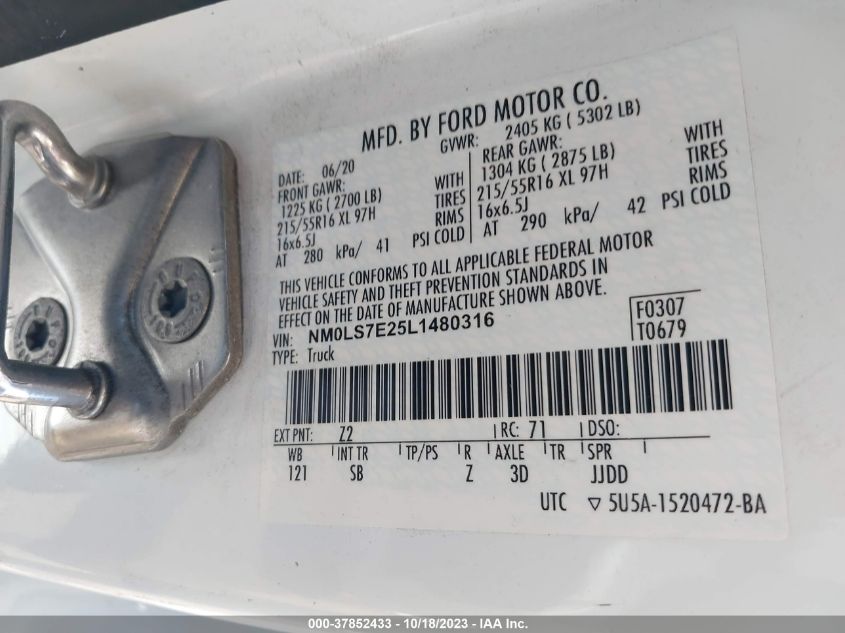 MFD. BY FORD MOTOR CO.
DATE: 06/20
GVWR: 2405 KG ( 5302 LB)
FRONT GAWR:
1225 KG ( 2700 LB) WITH
215/55R16 XL 97H TIRES
16x6.5J RIMS
AT 280 kPa/ 41 PSI COLD
REAR GAWR:
1304 KG ( 2875 LB) WITH
215/55R16 XL 97H TIRES
16x6.5J RIMS
AT 290 kPa/ 42 PSI COLD
THIS VEHICLE CONFORMS TO ALL APPLICABLE FEDERAL MOTOR
VEHICLE SAFETY AND THEFT PREVENTION STANDARDS IN
EFFECT ON THE DATE OF MANUFACTURE SHOWN ABOVE.
VIN: NM0LS7E25L1480316
F0307
TYPE: Truck
T0679
EXT PNT: Z2 RC: 71 DSO:
WB INT TR TP/PS R AXLE TR SPR
121 SB Z 3D JJDD
UTC ▽ 5U5A-1520472-BA
000-37852433 - 10/18/2023 - IAA Inc.